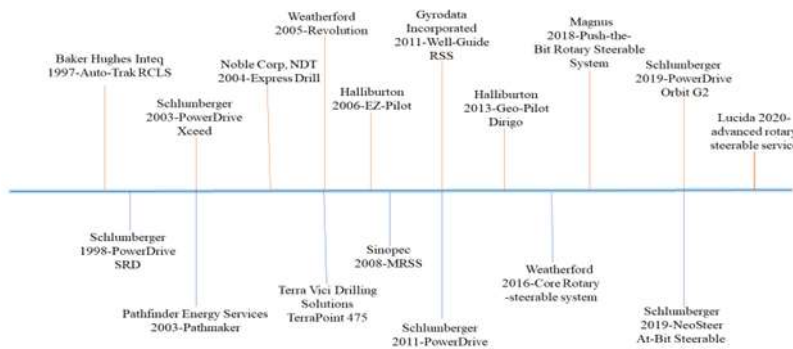 Baker Hughes Inteq
1997-Auto-Trak RCLS
Schlumberger
2003-PowerDrive
Xceed
Noble Corp, NDT
2004-Express Drill
Weatherford
2005-Revolution
Halliburton
2006-EZ-Pilot
Gyrodata
Incorporated
2011-Well-Guide
RSS
Halliburton
2013-Geo-Pilot
Dirigo
Magnus
2018-Push-the-
Bit Rotary Steerable
System
Schlumberger
2019-PowerDrive
Orbit G2
Lucida 2020-
advanced rotary
steerable service
Schlumberger
1998-PowerDrive
SRD
Pathfinder Energy Services
2003-Pathmaker
Terra Vici Drilling
Solutions
TerraPoint 475
Sinopec
2008-MRSS
Schlumberger
2011-PowerDrive
Weatherford
2016-Core Rotary
-steerable system
Schlumberger
2019-NeoSteer
At-Bit Steerable